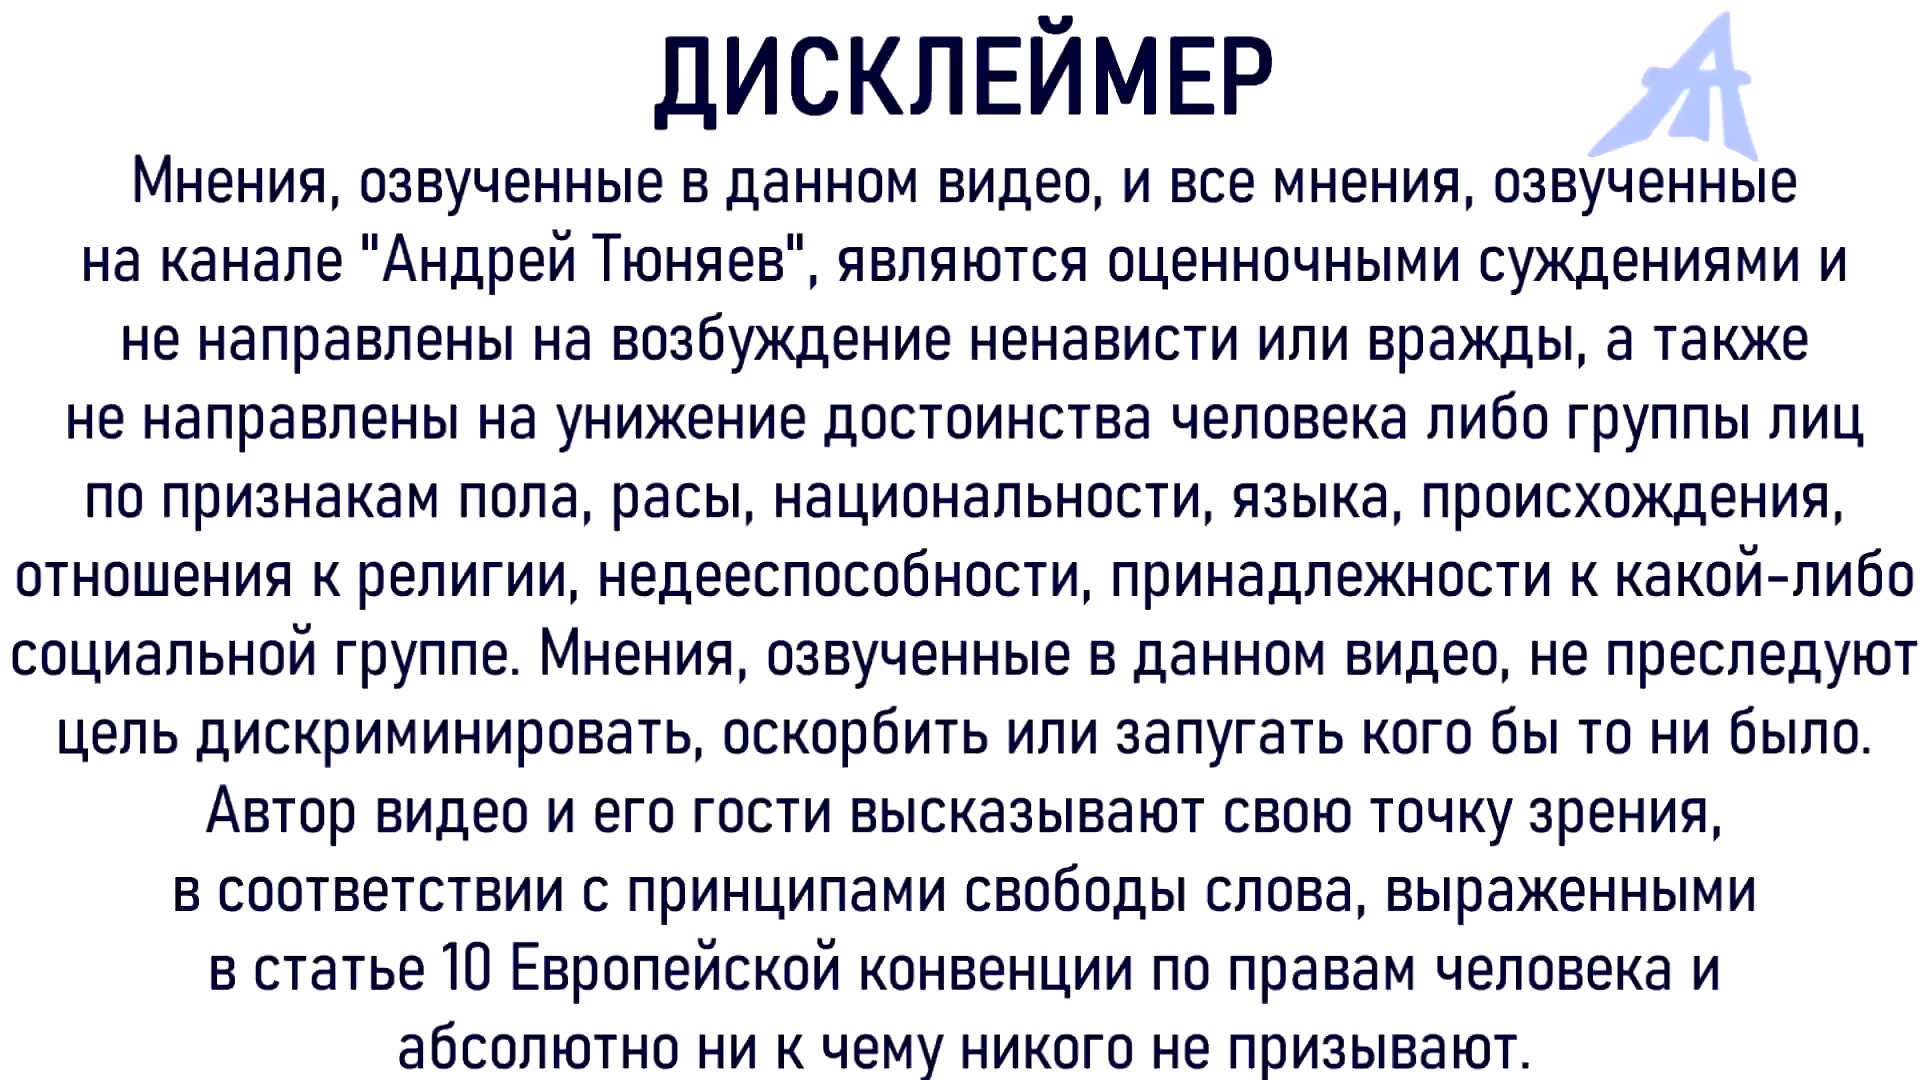 ДИСКЛЕЙМЕР
Мнения, озвученные в данном видео, и все мнения, озвученные
на канале "Андрей Тюняев", являются оценночными суждениями и
не направлены на возбуждение ненависти или вражды, а также
не направлены на унижение достоинства человека либо группы лиц
по признакам пола, расы, национальности, языка, происхождения,
отношения к религии, недееспособности, принадлежности к какой-либо
социальной группе. Мнения, озвученные в данном видео, не преследуют
цель дискриминировать, оскорбить или запугать кого бы то ни было.
Автор видео и его гости высказывают свою точку зрения,
в соответствии с принципами свободы слова, выраженными
в статье 10 Европейской конвенции по правам человека и
абсолютно ни к чему никого не призывают.